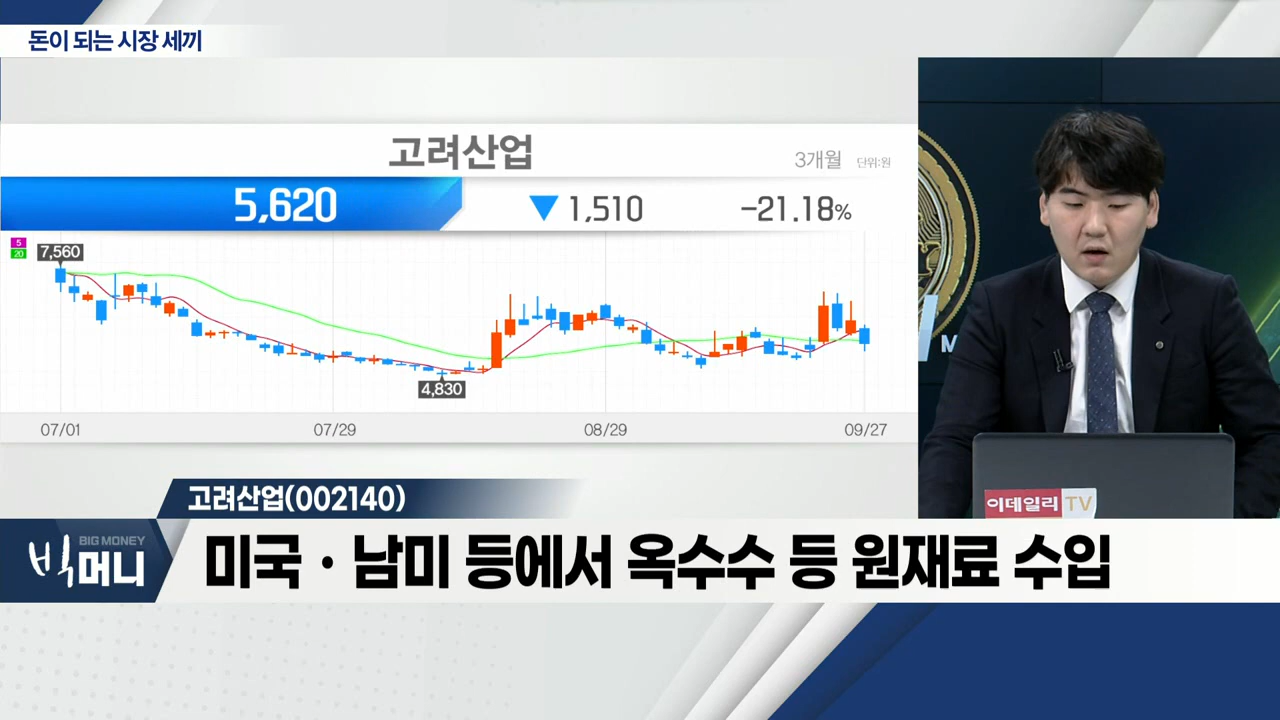 돈이 되는 시장 세끼
고려산업
3개월 단위:원
5,620 ▼ 1,510 -21.18%
5
20
7,560
4,830
07/01 07/29 08/29 09/27
M
이데일리 TV
고려산업(002140)
BIG MONEY
빅머니
미국·남미 등에서 옥수수 등 원재료 수입